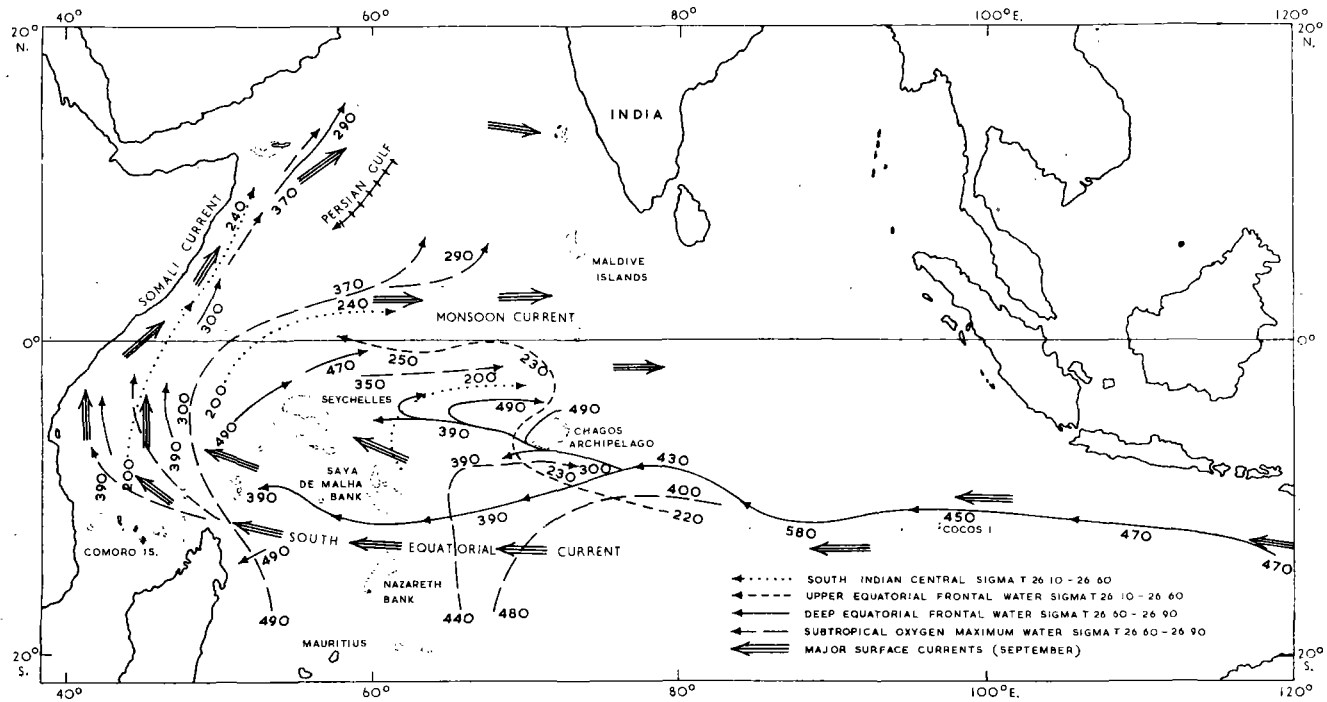 40°
60°
80°
100°E.
120°
20°
N.
20°
N.
INDIA
290
370
PERSIAN GULF
240
SOMALI CURRENT
300
MALDIVE
ISLANDS
290
370
240
MONSOON CURRENT
0°
0°
250
230
470
350
200
SEYCHELLES
490
490
200
300
490
390
CHAGOS
ARCHIPELAGO
390
390
430
230
300
SAYA
DE MALHA
BANK
200
390
390
400
390
220
450
COCOS I
580
470
470
COMORO IS.
SOUTH
EQUATORIAL
CURRENT
490
NAZARETH
BANK
490
440
480
MAURITIUS
SOUTH INDIAN CENTRAL SIGMA T 26 10 – 26 60
UPPER EQUATORIAL FRONTAL WATER SIGMA T 26 10 – 26 60
DEEP EQUATORIAL FRONTAL WATER SIGMA T 26 60 – 26 90
SUBTROPICAL OXYGEN MAXIMUM WATER SIGMA T 26 60 – 26 90
MAJOR SURFACE CURRENTS (SEPTEMBER)
20°
S.
20°
S.
40°
60°
80°
100°E.
120°